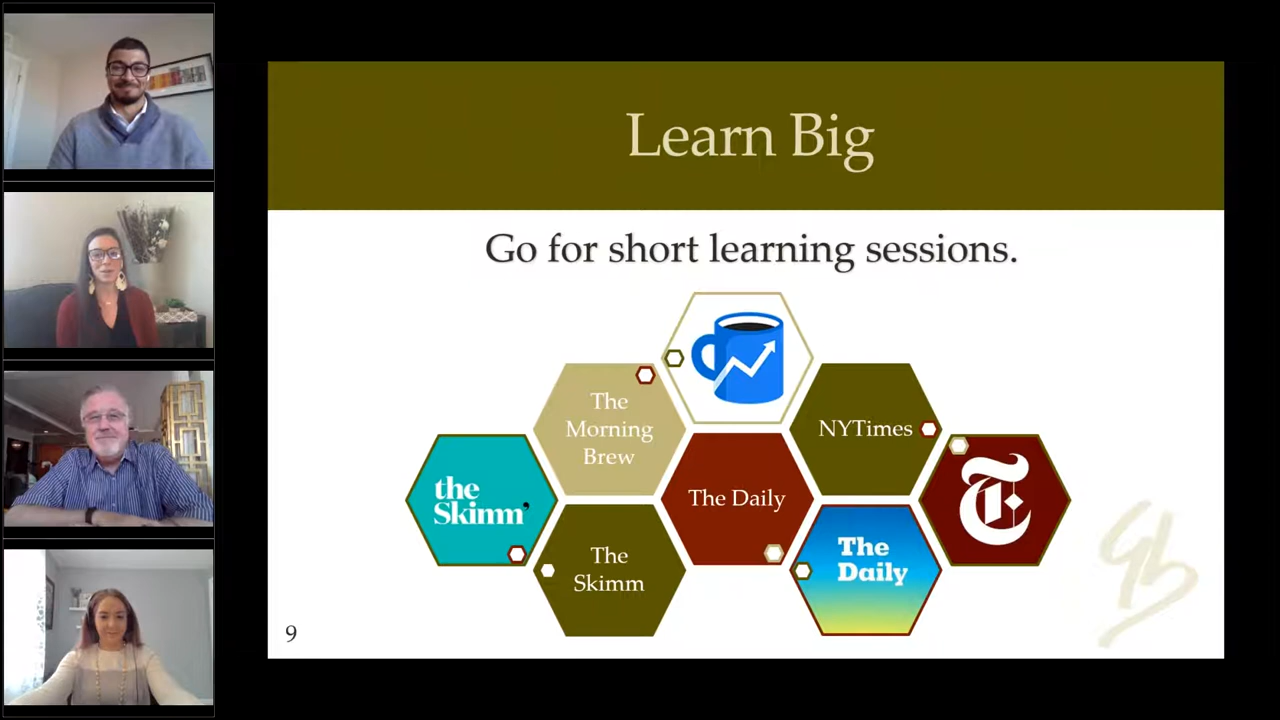 Learn Big
Go for short learning sessions.
The
Morning
Brew
NYTimes
the
Skimm'
The Daily
T
The
Skimm
The
Daily
9